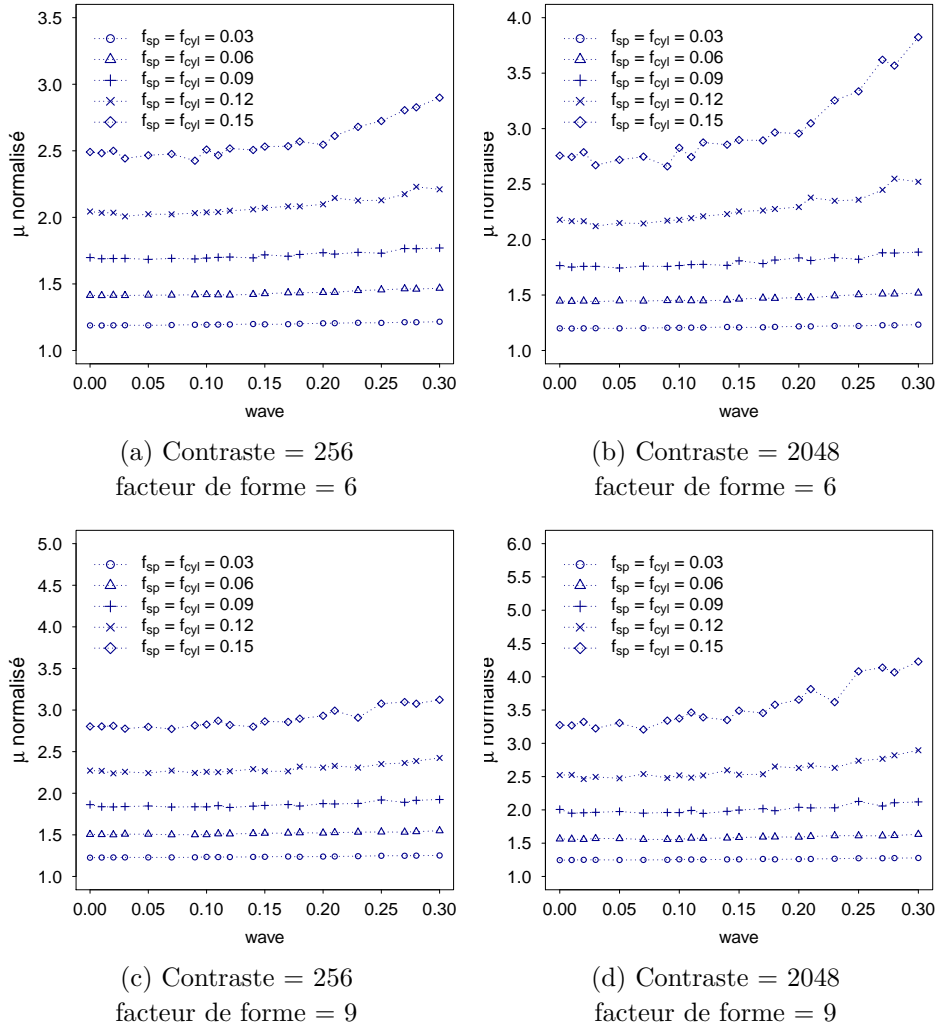 3.5
3.0
2.5
2.0
1.5
1.0
µ normalisé
f_sp = f_cyl = 0.03
f_sp = f_cyl = 0.06
f_sp = f_cyl = 0.09
f_sp = f_cyl = 0.12
f_sp = f_cyl = 0.15
0.00 0.05 0.10 0.15 0.20 0.25 0.30
wave
(a) Contraste = 256
facteur de forme = 6
4.0
3.5
3.0
2.5
2.0
1.5
1.0
µ normalisé
f_sp = f_cyl = 0.03
f_sp = f_cyl = 0.06
f_sp = f_cyl = 0.09
f_sp = f_cyl = 0.12
f_sp = f_cyl = 0.15
0.00 0.05 0.10 0.15 0.20 0.25 0.30
wave
(b) Contraste = 2048
facteur de forme = 6
5.0
4.5
4.0
3.5
3.0
2.5
2.0
1.5
1.0
µ normalisé
f_sp = f_cyl = 0.03
f_sp = f_cyl = 0.06
f_sp = f_cyl = 0.09
f_sp = f_cyl = 0.12
f_sp = f_cyl = 0.15
0.00 0.05 0.10 0.15 0.20 0.25 0.30
wave
(c) Contraste = 256
facteur de forme = 9
6.0
5.5
5.0
4.5
4.0
3.5
3.0
2.5
2.0
1.5
1.0
µ normalisé
f_sp = f_cyl = 0.03
f_sp = f_cyl = 0.06
f_sp = f_cyl = 0.09
f_sp = f_cyl = 0.12
f_sp = f_cyl = 0.15
0.00 0.05 0.10 0.15 0.20 0.25 0.30
wave
(d) Contraste = 2048
facteur de forme = 9